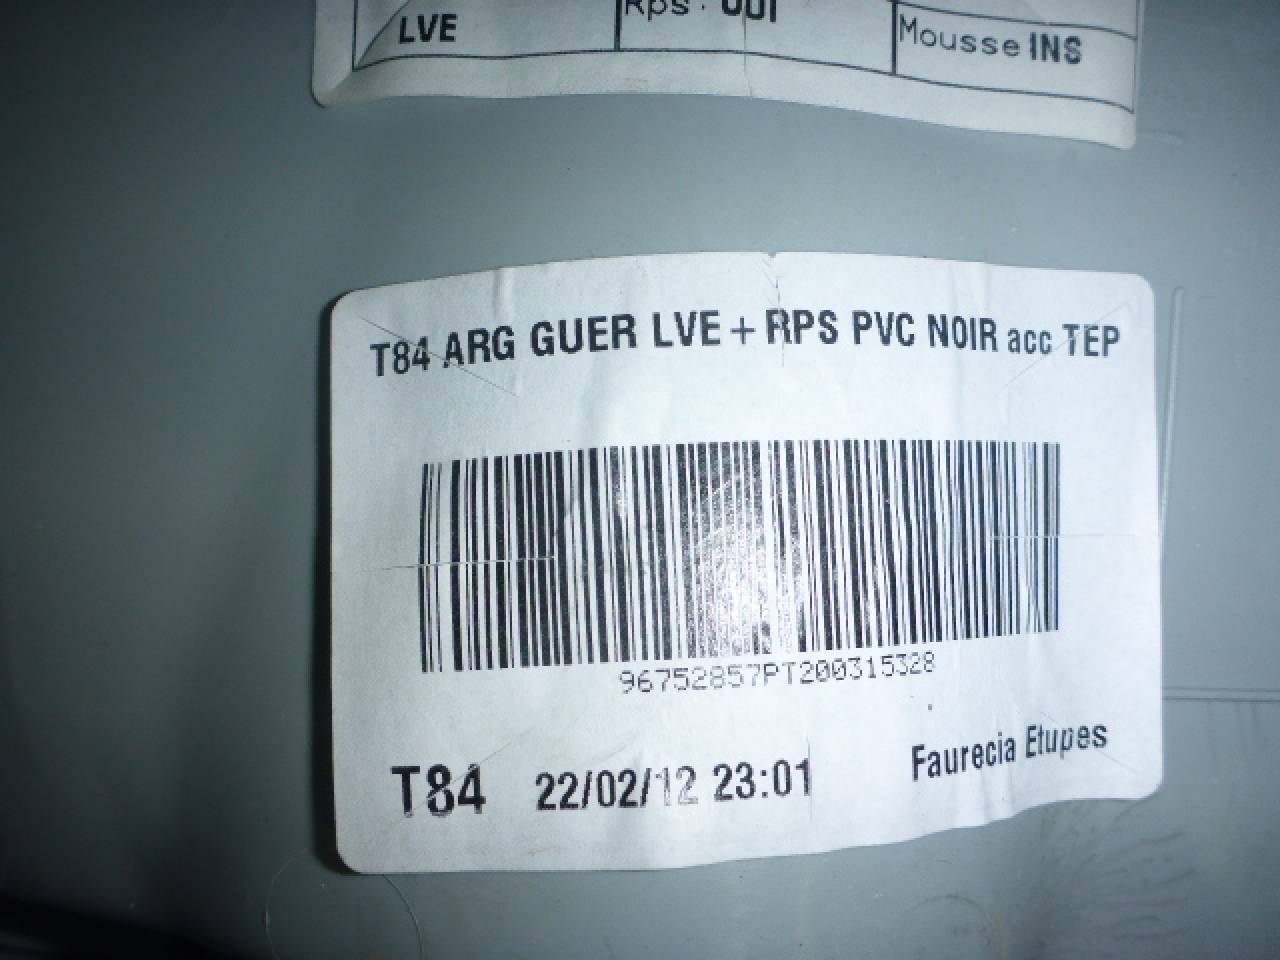 LVE
Rps : OUI
Mousse INS
T84 ARG GUER LVE + RPS PVC NOIR acc TEP
96752857PT200315328
T84 22/02/12 23:01
Faurecia Etupes